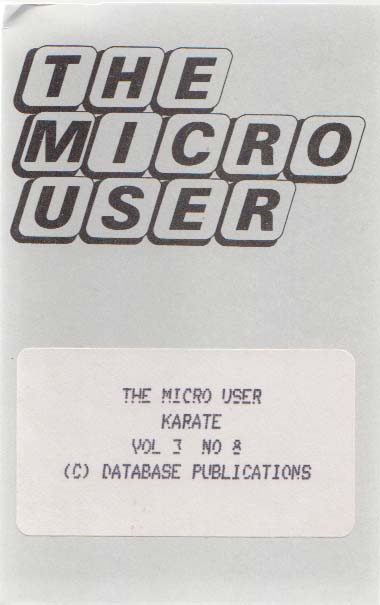 THE
MICRO
USER
THE MICRO USER
KARATE
VOL 3 NO 8
(C) DATABASE PUBLICATIONS